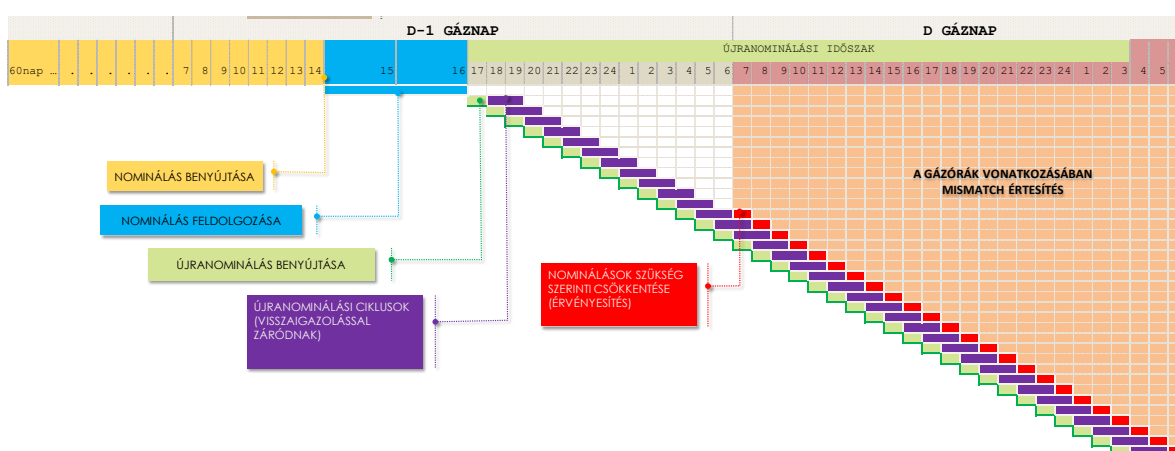 D-1 GÁZNAP D GÁZNAP
ÚJRANOMINÁLÁSI IDŐSZAK
60nap … . . . . . . 7 8 9 10 11 12 13 14 15 16 17 18 19 20 21 22 23 24 1 2 3 4 5 6 7 8 9 10 11 12 13 14 15 16 17 18 19 20 21 22 23 24 1 2 3 4 5
NOMINÁLÁS BENYÚJTÁSA
A GÁZÓRÁK VONATKOZÁSÁBAN
MISMATCH ÉRTESÍTÉS
NOMINÁLÁS FELDOLGOZÁSA
ÚJRANOMINÁLÁS BENYÚJTÁSA
NOMINÁLÁSOK SZÜKSÉG
SZERINTI CSÖKKENTÉSE
(ÉRVÉNYESÍTÉS)
ÚJRANOMINÁLÁSI CIKLUSOK
(VISSZAIGAZOLÁSSAL
ZÁRÓDNAK)